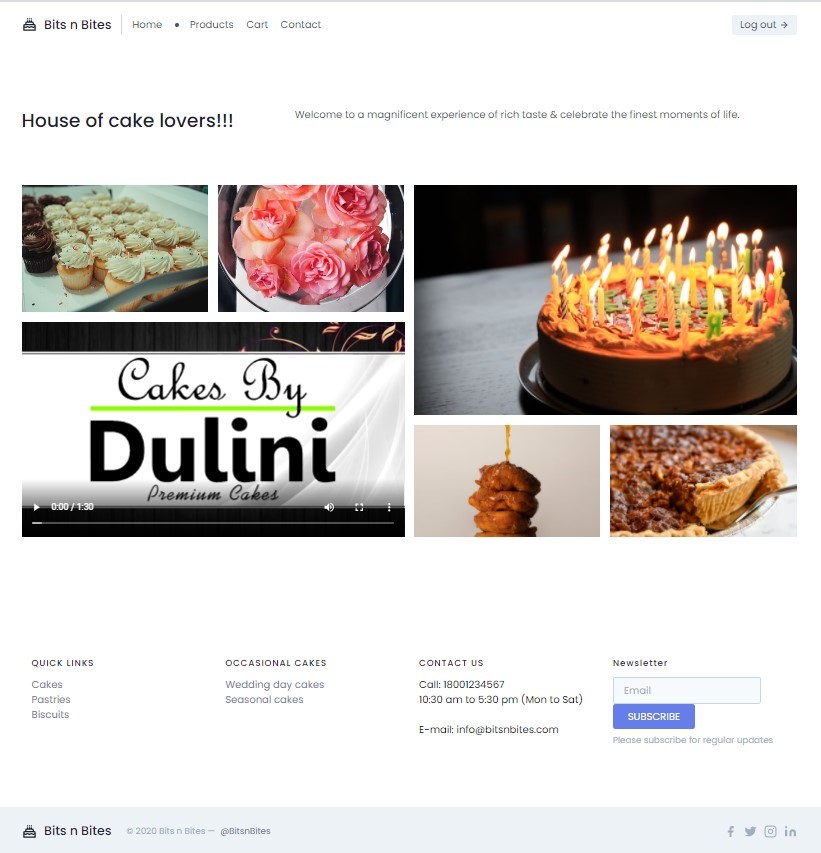 Bits n Bites Home • Products Cart Contact Log out →
House of cake lovers!!!
Welcome to a magnificent experience of rich taste & celebrate the finest moments of life.
Cakes By
Dulini
Premium Cakes
0:00 / 1:30
QUICK LINKS
Cakes
Pastries
Biscuits
OCCASIONAL CAKES
Wedding day cakes
Seasonal cakes
CONTACT US
Call: 18001234567
10:30 am to 5:30 pm (Mon to Sat)
E-mail: info@bitsnbites.com
Newsletter
Email
SUBSCRIBE
Please subscribe for regular updates
Bits n Bites © 2020 Bits n Bites — @BitsnBites